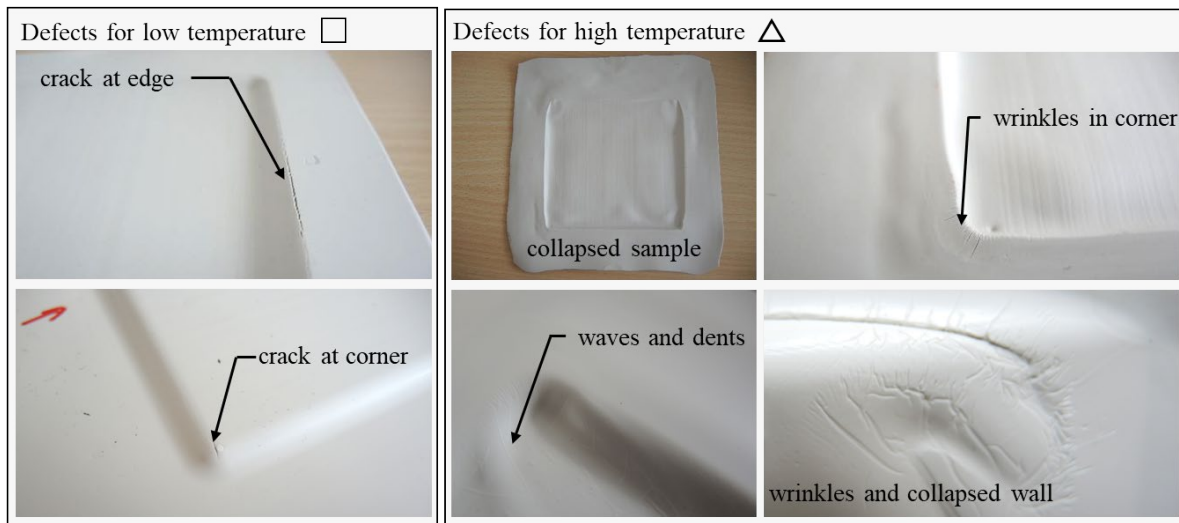 Defects for low temperature □
crack at edge
crack at corner
Defects for high temperature △
collapsed sample
wrinkles in corner
waves and dents
wrinkles and collapsed wall